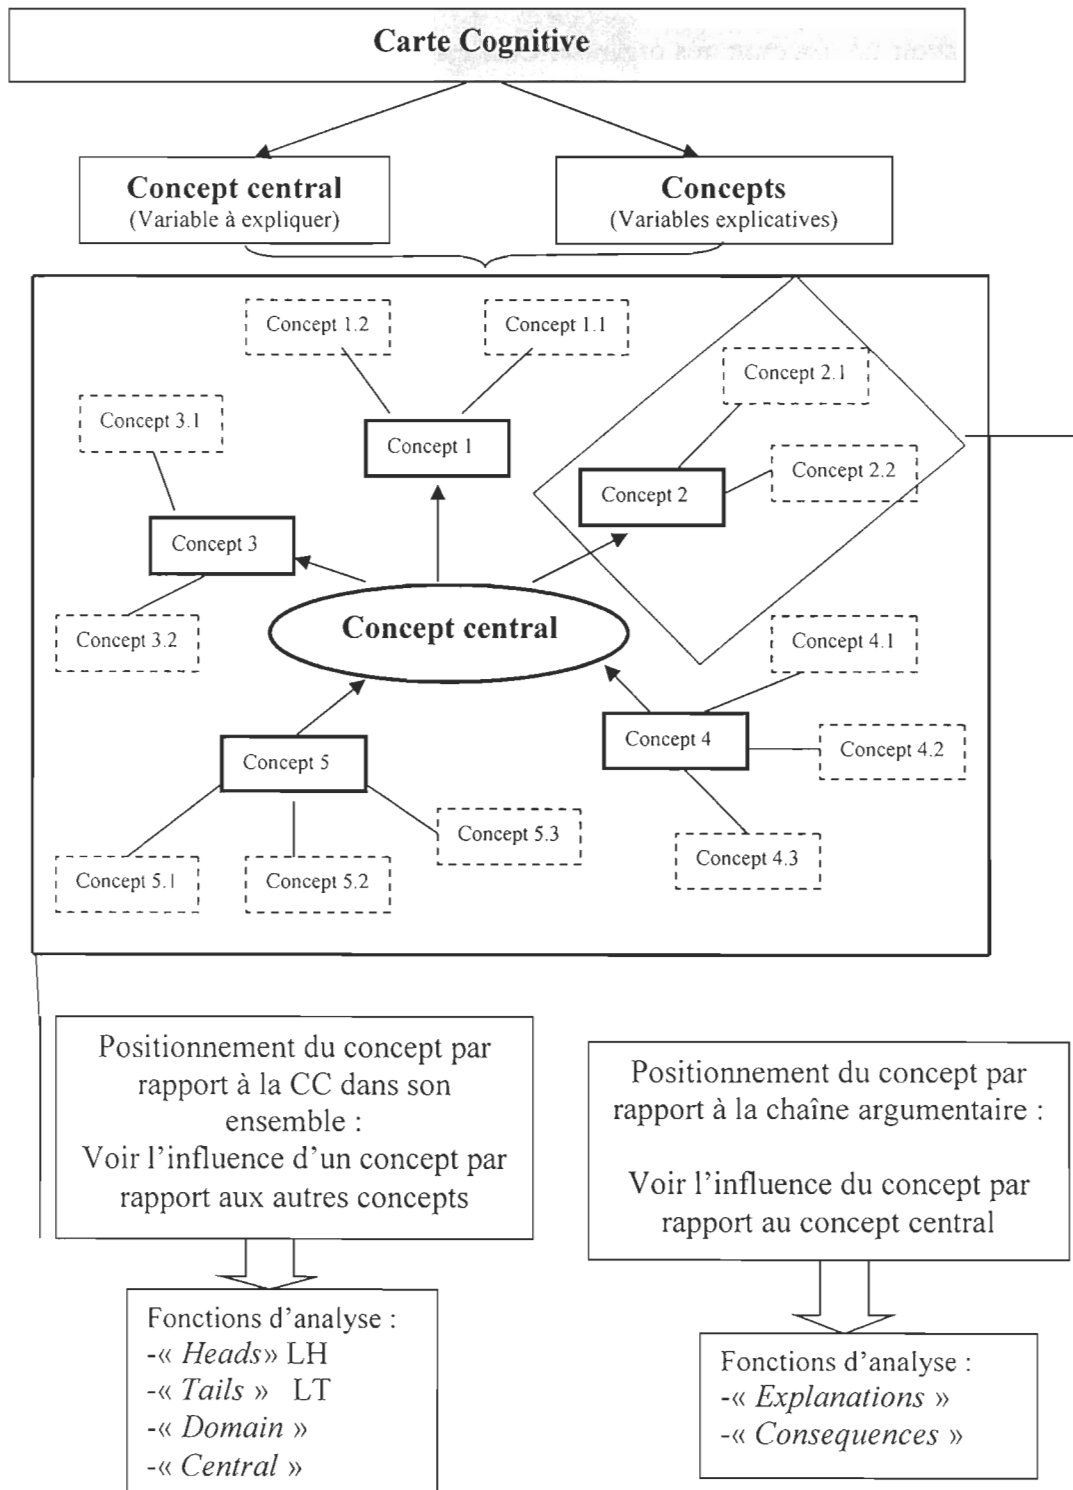 Carte Cognitive
Concept central
(Variable à expliquer)
Concepts
(Variables explicatives)
Concept 1.2
Concept 1.1
Concept 2.1
Concept 3.1
Concept 1
Concept 2.2
Concept 2
Concept 3
Concept central
Concept 3.2
Concept 4.1
Concept 4
Concept 4.2
Concept 5
Concept 5.3
Concept 4.3
Concept 5.1
Concept 5.2
Positionnement du concept par
rapport à la CC dans son
ensemble :
Voir l’influence d’un concept par
rapport aux autres concepts
Positionnement du concept par
rapport à la chaîne argumentaire :
Voir l’influence du concept par
rapport au concept central
Fonctions d’analyse :
-« Heads» LH
-« Tails » LT
-« Domain »
-« Central »
Fonctions d’analyse :
-« Explanations »
-« Consequences »